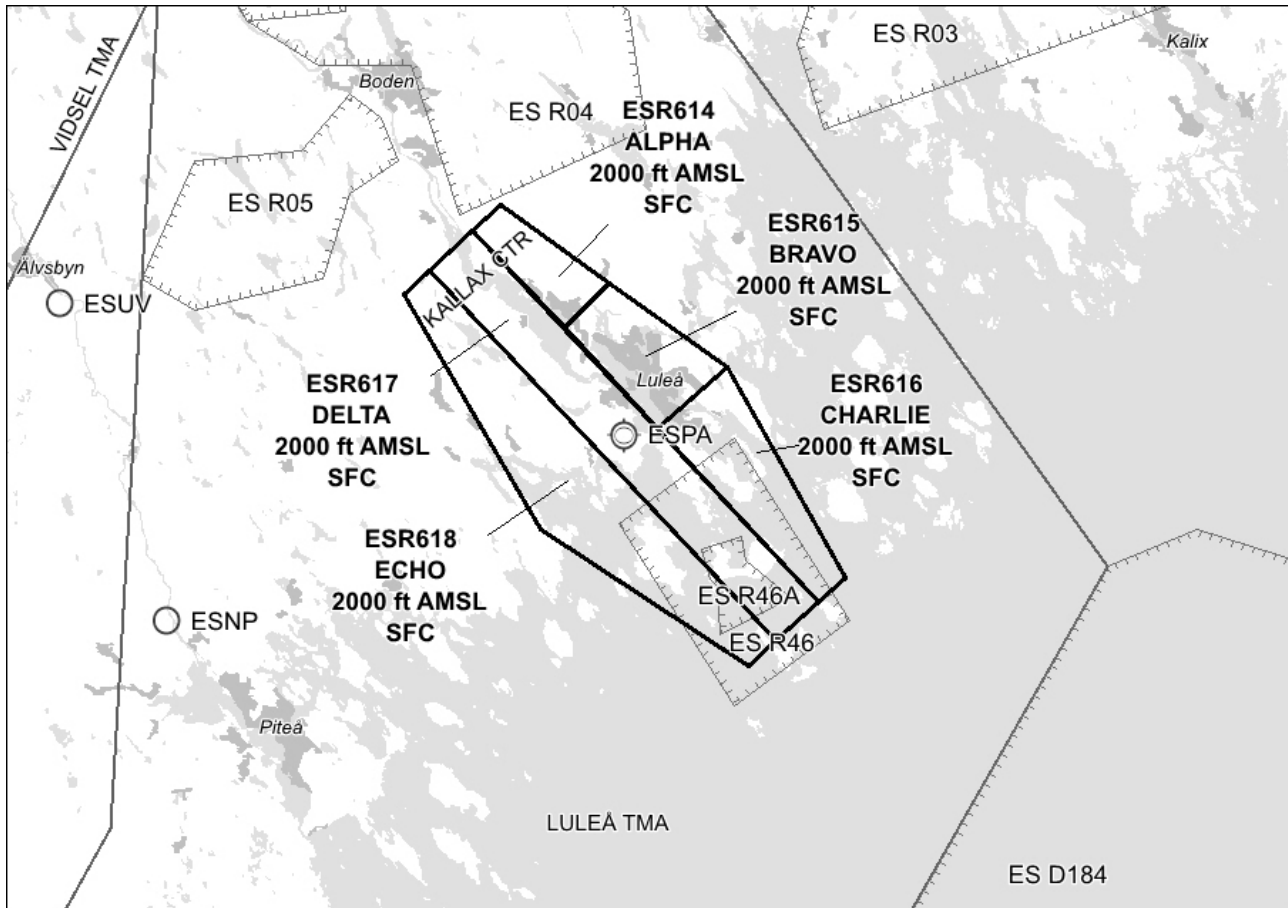 VIDSEL TMA
ES R03
Kalix
Boden
ES R04
ESR614
ALPHA
2000 ft AMSL
SFC
ES R05
ESR615
BRAVO
2000 ft AMSL
SFC
KALLAX CTR
Älvsbyn
ESUV
Luleå
ESR617
DELTA
2000 ft AMSL
SFC
ESR616
CHARLIE
2000 ft AMSL
SFC
ESPA
ESR618
ECHO
2000 ft AMSL
SFC
ES R46A
ESNP
ES R46
Piteå
LULEÅ TMA
ES D184